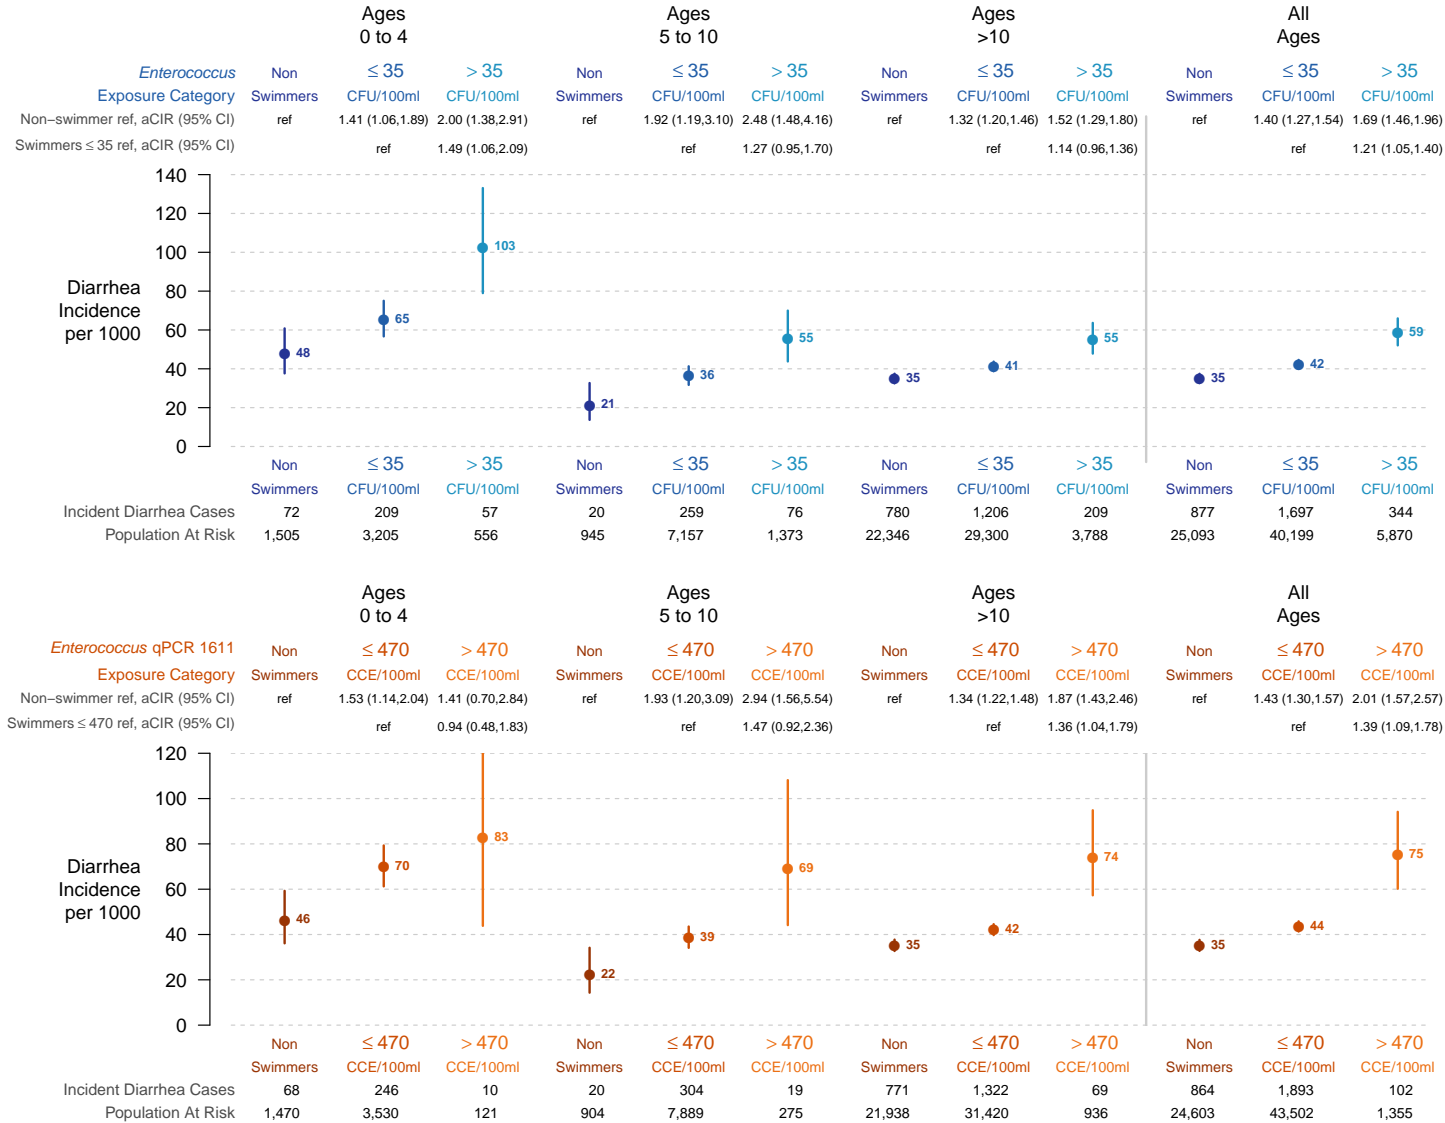 Ages Ages Ages All
0 to 4 5 to 10 >10 Ages
Enterococcus Non ≤ 35 > 35 Non ≤ 35 > 35 Non ≤ 35 > 35 Non ≤ 35 > 35
Exposure Category Swimmers CFU/100ml CFU/100ml Swimmers CFU/100ml CFU/100ml Swimmers CFU/100ml CFU/100ml Swimmers CFU/100ml CFU/100ml
Non−swimmer ref, aCIR (95% CI) ref 1.41 (1.06,1.89) 2.00 (1.38,2.91) ref 1.92 (1.19,3.10) 2.48 (1.48,4.16) ref 1.32 (1.20,1.46) 1.52 (1.29,1.80) ref 1.40 (1.27,1.54) 1.69 (1.46,1.96)
Swimmers ≤ 35 ref, aCIR (95% CI) ref 1.49 (1.06,2.09) ref 1.27 (0.95,1.70) ref 1.14 (0.96,1.36) ref 1.21 (1.05,1.40)
140
120
100 103
80
Diarrhea
Incidence
per 1000
60 65 55 55 59
40 48 36 35 41 35 42
20 21
0
Non ≤ 35 > 35 Non ≤ 35 > 35 Non ≤ 35 > 35 Non ≤ 35 > 35
Swimmers CFU/100ml CFU/100ml Swimmers CFU/100ml CFU/100ml Swimmers CFU/100ml CFU/100ml Swimmers CFU/100ml CFU/100ml
Incident Diarrhea Cases 72 209 57 20 259 76 780 1,206 209 877 1,697 344
Population At Risk 1,505 3,205 556 945 7,157 1,373 22,346 29,300 3,788 25,093 40,199 5,870
Ages Ages Ages All
0 to 4 5 to 10 >10 Ages
Enterococcus qPCR 1611 Non ≤ 470 > 470 Non ≤ 470 > 470 Non ≤ 470 > 470 Non ≤ 470 > 470
Exposure Category Swimmers CCE/100ml CCE/100ml Swimmers CCE/100ml CCE/100ml Swimmers CCE/100ml CCE/100ml Swimmers CCE/100ml CCE/100ml
Non−swimmer ref, aCIR (95% CI) ref 1.53 (1.14,2.04) 1.41 (0.70,2.84) ref 1.93 (1.20,3.09) 2.94 (1.56,5.54) ref 1.34 (1.22,1.48) 1.87 (1.43,2.46) ref 1.43 (1.30,1.57) 2.01 (1.57,2.57)
Swimmers ≤ 470 ref, aCIR (95% CI) ref 0.94 (0.48,1.83) ref 1.47 (0.92,2.36) ref 1.36 (1.04,1.79) ref 1.39 (1.09,1.78)
120
100
80 83 74 75
Diarrhea
Incidence
per 1000
60 70 69
40 46 39 35 42 35 44
20 22
0
Non ≤ 470 > 470 Non ≤ 470 > 470 Non ≤ 470 > 470 Non ≤ 470 > 470
Swimmers CCE/100ml CCE/100ml Swimmers CCE/100ml CCE/100ml Swimmers CCE/100ml CCE/100ml Swimmers CCE/100ml CCE/100ml
Incident Diarrhea Cases 68 246 10 20 304 19 771 1,322 69 864 1,893 102
Population At Risk 1,470 3,530 121 904 7,889 275 21,938 31,420 936 24,603 43,502 1,355